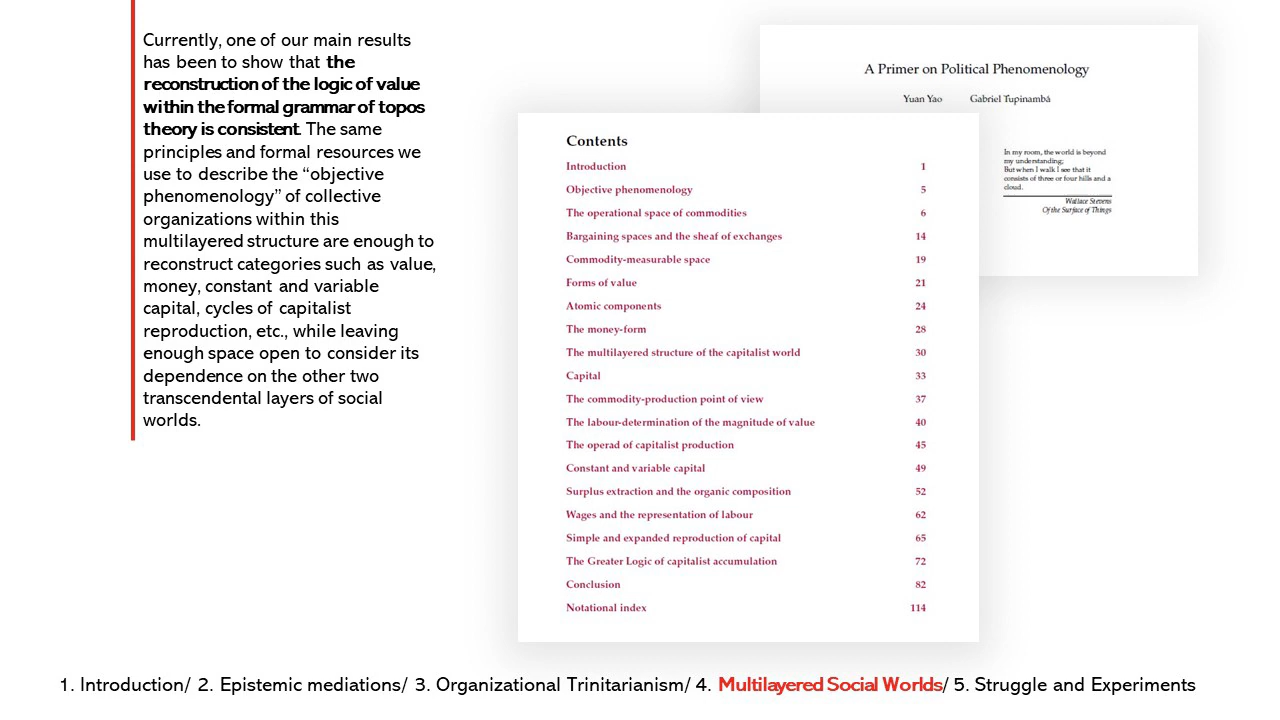 Currently, one of our main results
has been to show that the
reconstruction of the logic of value
within the formal grammar of topos
theory is consistent. The same
principles and formal resources we
use to describe the “objective
phenomenology” of collective
organizations within this
multilayered structure are enough to
reconstruct categories such as value,
money, constant and variable
capital, cycles of capitalist
reproduction, etc., while leaving
enough space open to consider its
dependence on the other two
transcendental layers of social
worlds.
A Primer on Political Phenomenology
Yuan Yao Gabriel Tupinambá
In my room, the world is beyond
my understanding;
But when I walk I see that it
consists of three or four hills and a
cloud.
Wallace Stevens
Of the Surface of Things
Contents
Introduction 1
Objective phenomenology 5
The operational space of commodities 6
Bargaining spaces and the sheaf of exchanges 14
Commodity-measurable space 19
Forms of value 21
Atomic components 24
The money-form 28
The multilayered structure of the capitalist world 30
Capital 33
The commodity-production point of view 37
The labour-determination of the magnitude of value 40
The operad of capitalist production 45
Constant and variable capital 49
Surplus extraction and the organic composition 52
Wages and the representation of labour 62
Simple and expanded reproduction of capital 65
The Greater Logic of capitalist accumulation 72
Conclusion 82
Notational index 114
1. Introduction/ 2. Epistemic mediations/ 3. Organizational Trinitarianism/ 4. Multilayered Social Worlds/ 5. Struggle and Experiments